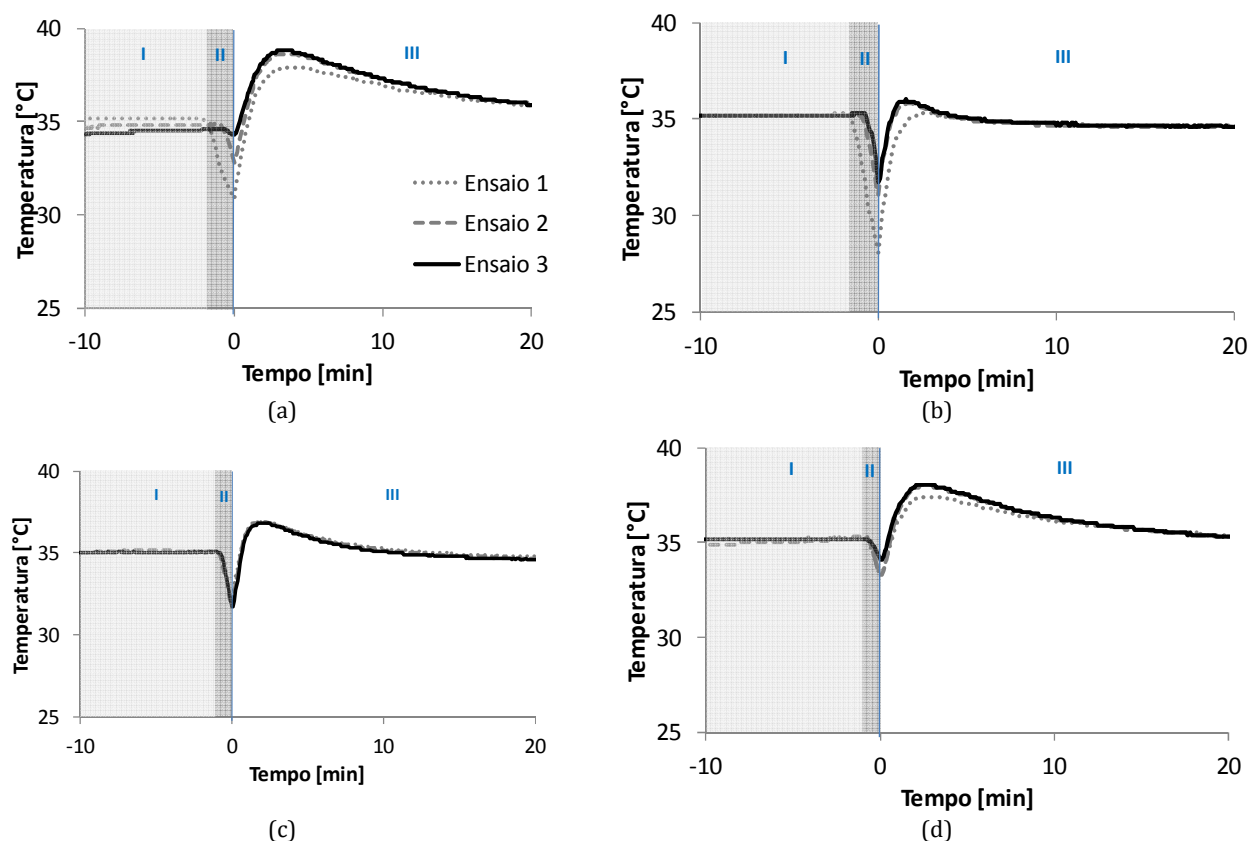 I II III
Temperatura [°C]
40
35
30
25
-10 0 10 20
Tempo [min]
Ensaio 1
Ensaio 2
Ensaio 3
(a)
I II III
Temperatura [°C]
40
35
30
25
-10 0 10 20
Tempo [min]
(b)
I II III
Temperatura [°C]
40
35
30
25
-10 0 10 20
Tempo [min]
(c)
I II III
Temperatura [°C]
40
35
30
25
-10 0 10 20
Tempo [min]
(d)